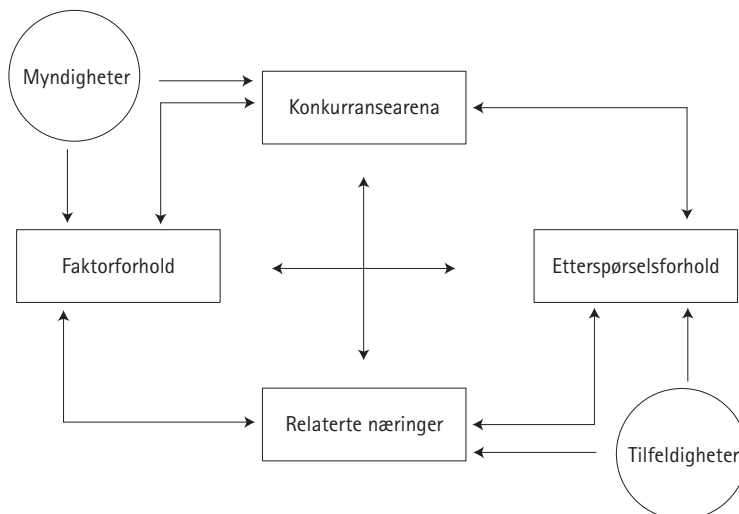 Myndigheter
Konkurransearena
Faktorforhold
Etterspørselsforhold
Relaterte næringer
Tilfeldigheter